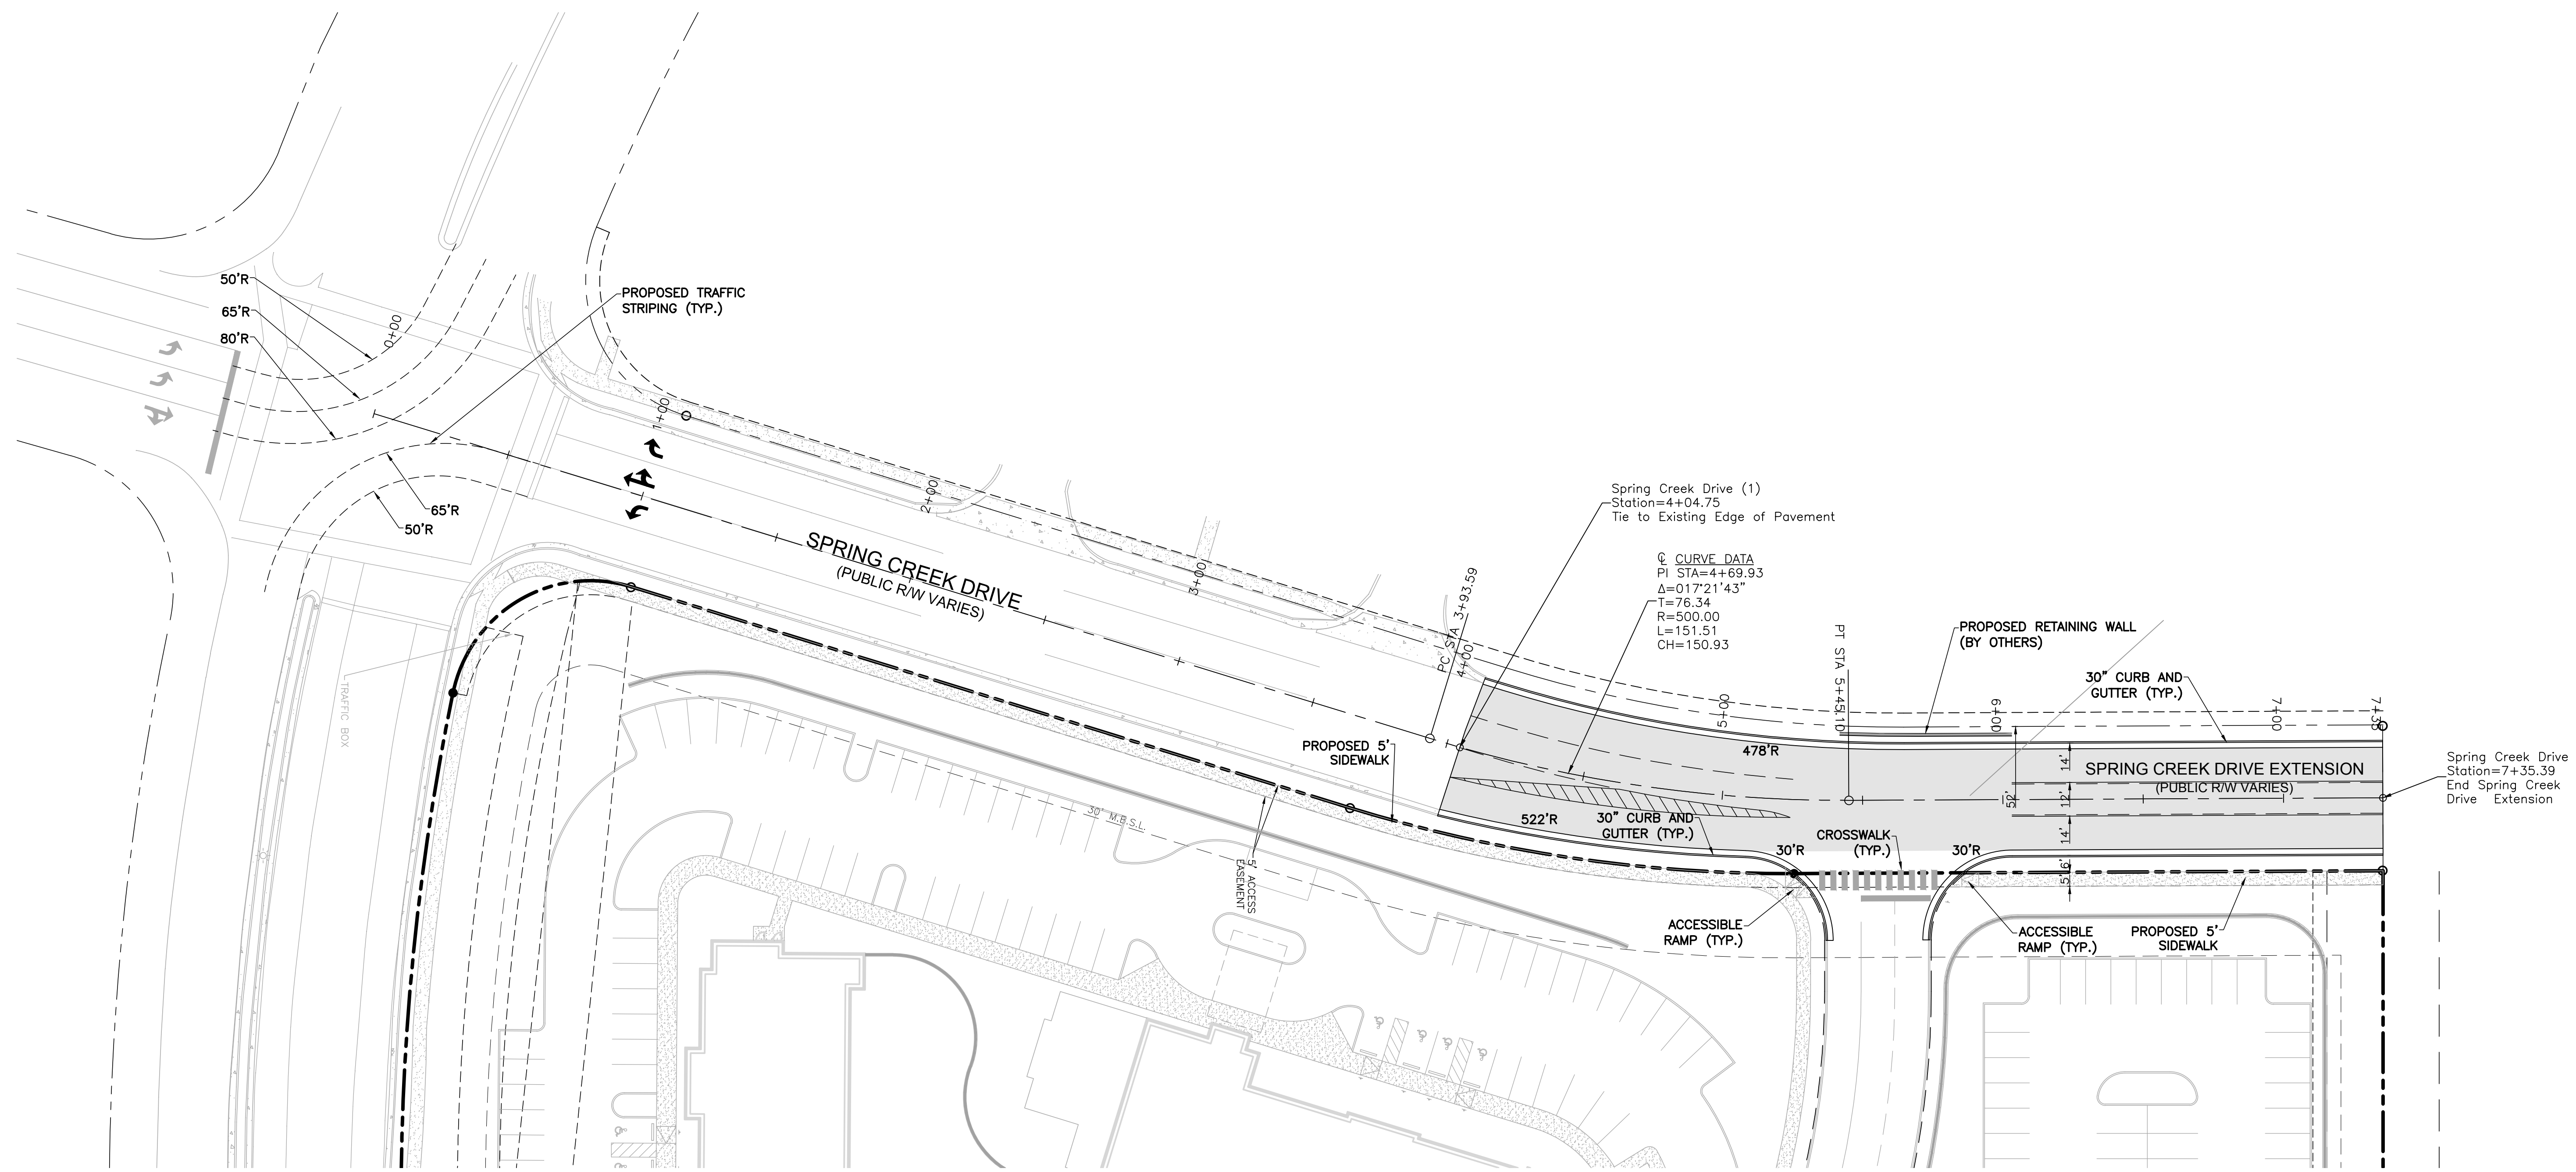 50'R
65'R
80'R
0+00
PROPOSED TRAFFIC
STRIPING (TYP.)
65'R
50'R
1+00
2+00
3+00
SPRING CREEK DRIVE
(PUBLIC R/W VARIES)
TRAFFIC BOX
30' M.B.S.L.
5' ACCESS
EASEMENT
PROPOSED 5'
SIDEWALK
PC STA 3+93.59
4+00
Spring Creek Drive (1)
Station=4+04.75
Tie to Existing Edge of Pavement
℄ CURVE DATA
PI STA=4+69.93
Δ=017°21'43"
T=76.34
R=500.00
L=151.51
CH=150.93
5+00
478'R
522'R
30" CURB AND
GUTTER (TYP.)
PT STA 5+45.10
PROPOSED RETAINING WALL
(BY OTHERS)
6+00
30" CURB AND
GUTTER (TYP.)
7+00
7+35
52'
14'
12'
14'
6'
5'
SPRING CREEK DRIVE EXTENSION
(PUBLIC R/W VARIES)
Spring Creek Drive
Station=7+35.39
End Spring Creek
Drive Extension
CROSSWALK
(TYP.)
30'R
30'R
ACCESSIBLE
RAMP (TYP.)
ACCESSIBLE
RAMP (TYP.)
PROPOSED 5'
SIDEWALK